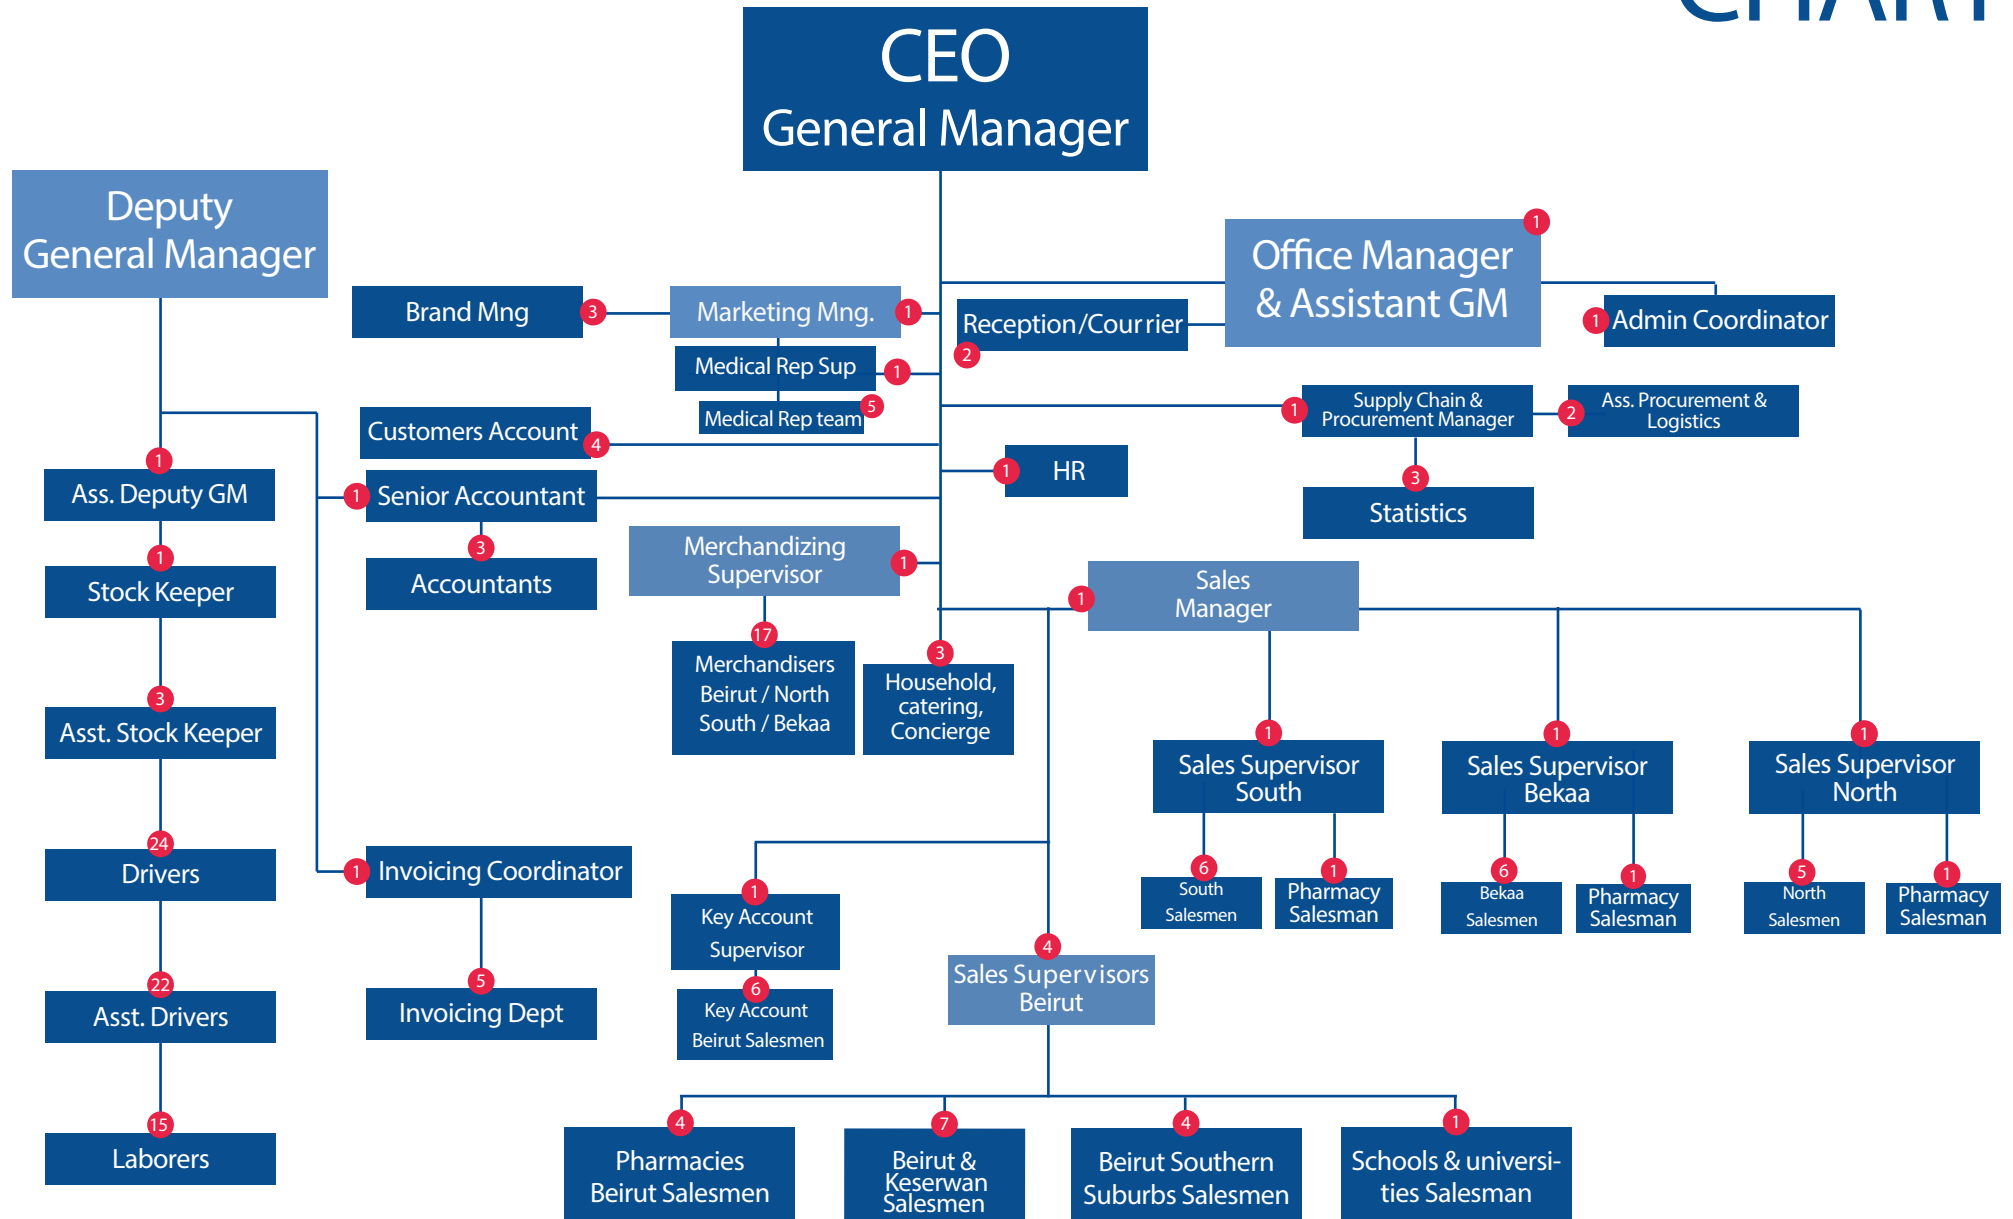 CHART
CEO
General Manager
Deputy
General Manager
1
Office Manager
& Assistant GM
Brand Mng
3
Marketing Mng.
1
Reception/Courrier
2
1
Admin Coordinator
Medical Rep Sup
1
Medical Rep team
5
Customers Account
4
1
Supply Chain &
Procurement Manager
2
Ass. Procurement &
Logistics
1
HR
3
Statistics
1
Ass. Deputy GM
1
Senior Accountant
3
Accountants
1
Stock Keeper
Merchandizing
Supervisor
1
17
Merchandisers
Beirut / North
South / Bekaa
3
Household,
catering,
Concierge
1
Sales
Manager
3
Asst. Stock Keeper
1
Sales Supervisor
South
1
Sales Supervisor
Bekaa
1
Sales Supervisor
North
24
Drivers
1
Invoicing Coordinator
1
Key Account
Supervisor
6
South
Salesmen
1
Pharmacy
Salesman
6
Bekaa
Salesmen
1
Pharmacy
Salesman
5
North
Salesmen
1
Pharmacy
Salesman
22
Asst. Drivers
5
Invoicing Dept
6
Key Account
Beirut Salesmen
4
Sales Supervisors
Beirut
15
Laborers
4
Pharmacies
Beirut Salesmen
7
Beirut &
Keserwan
Salesmen
4
Beirut Southern
Suburbs Salesmen
1
Schools & universi-
ties Salesman